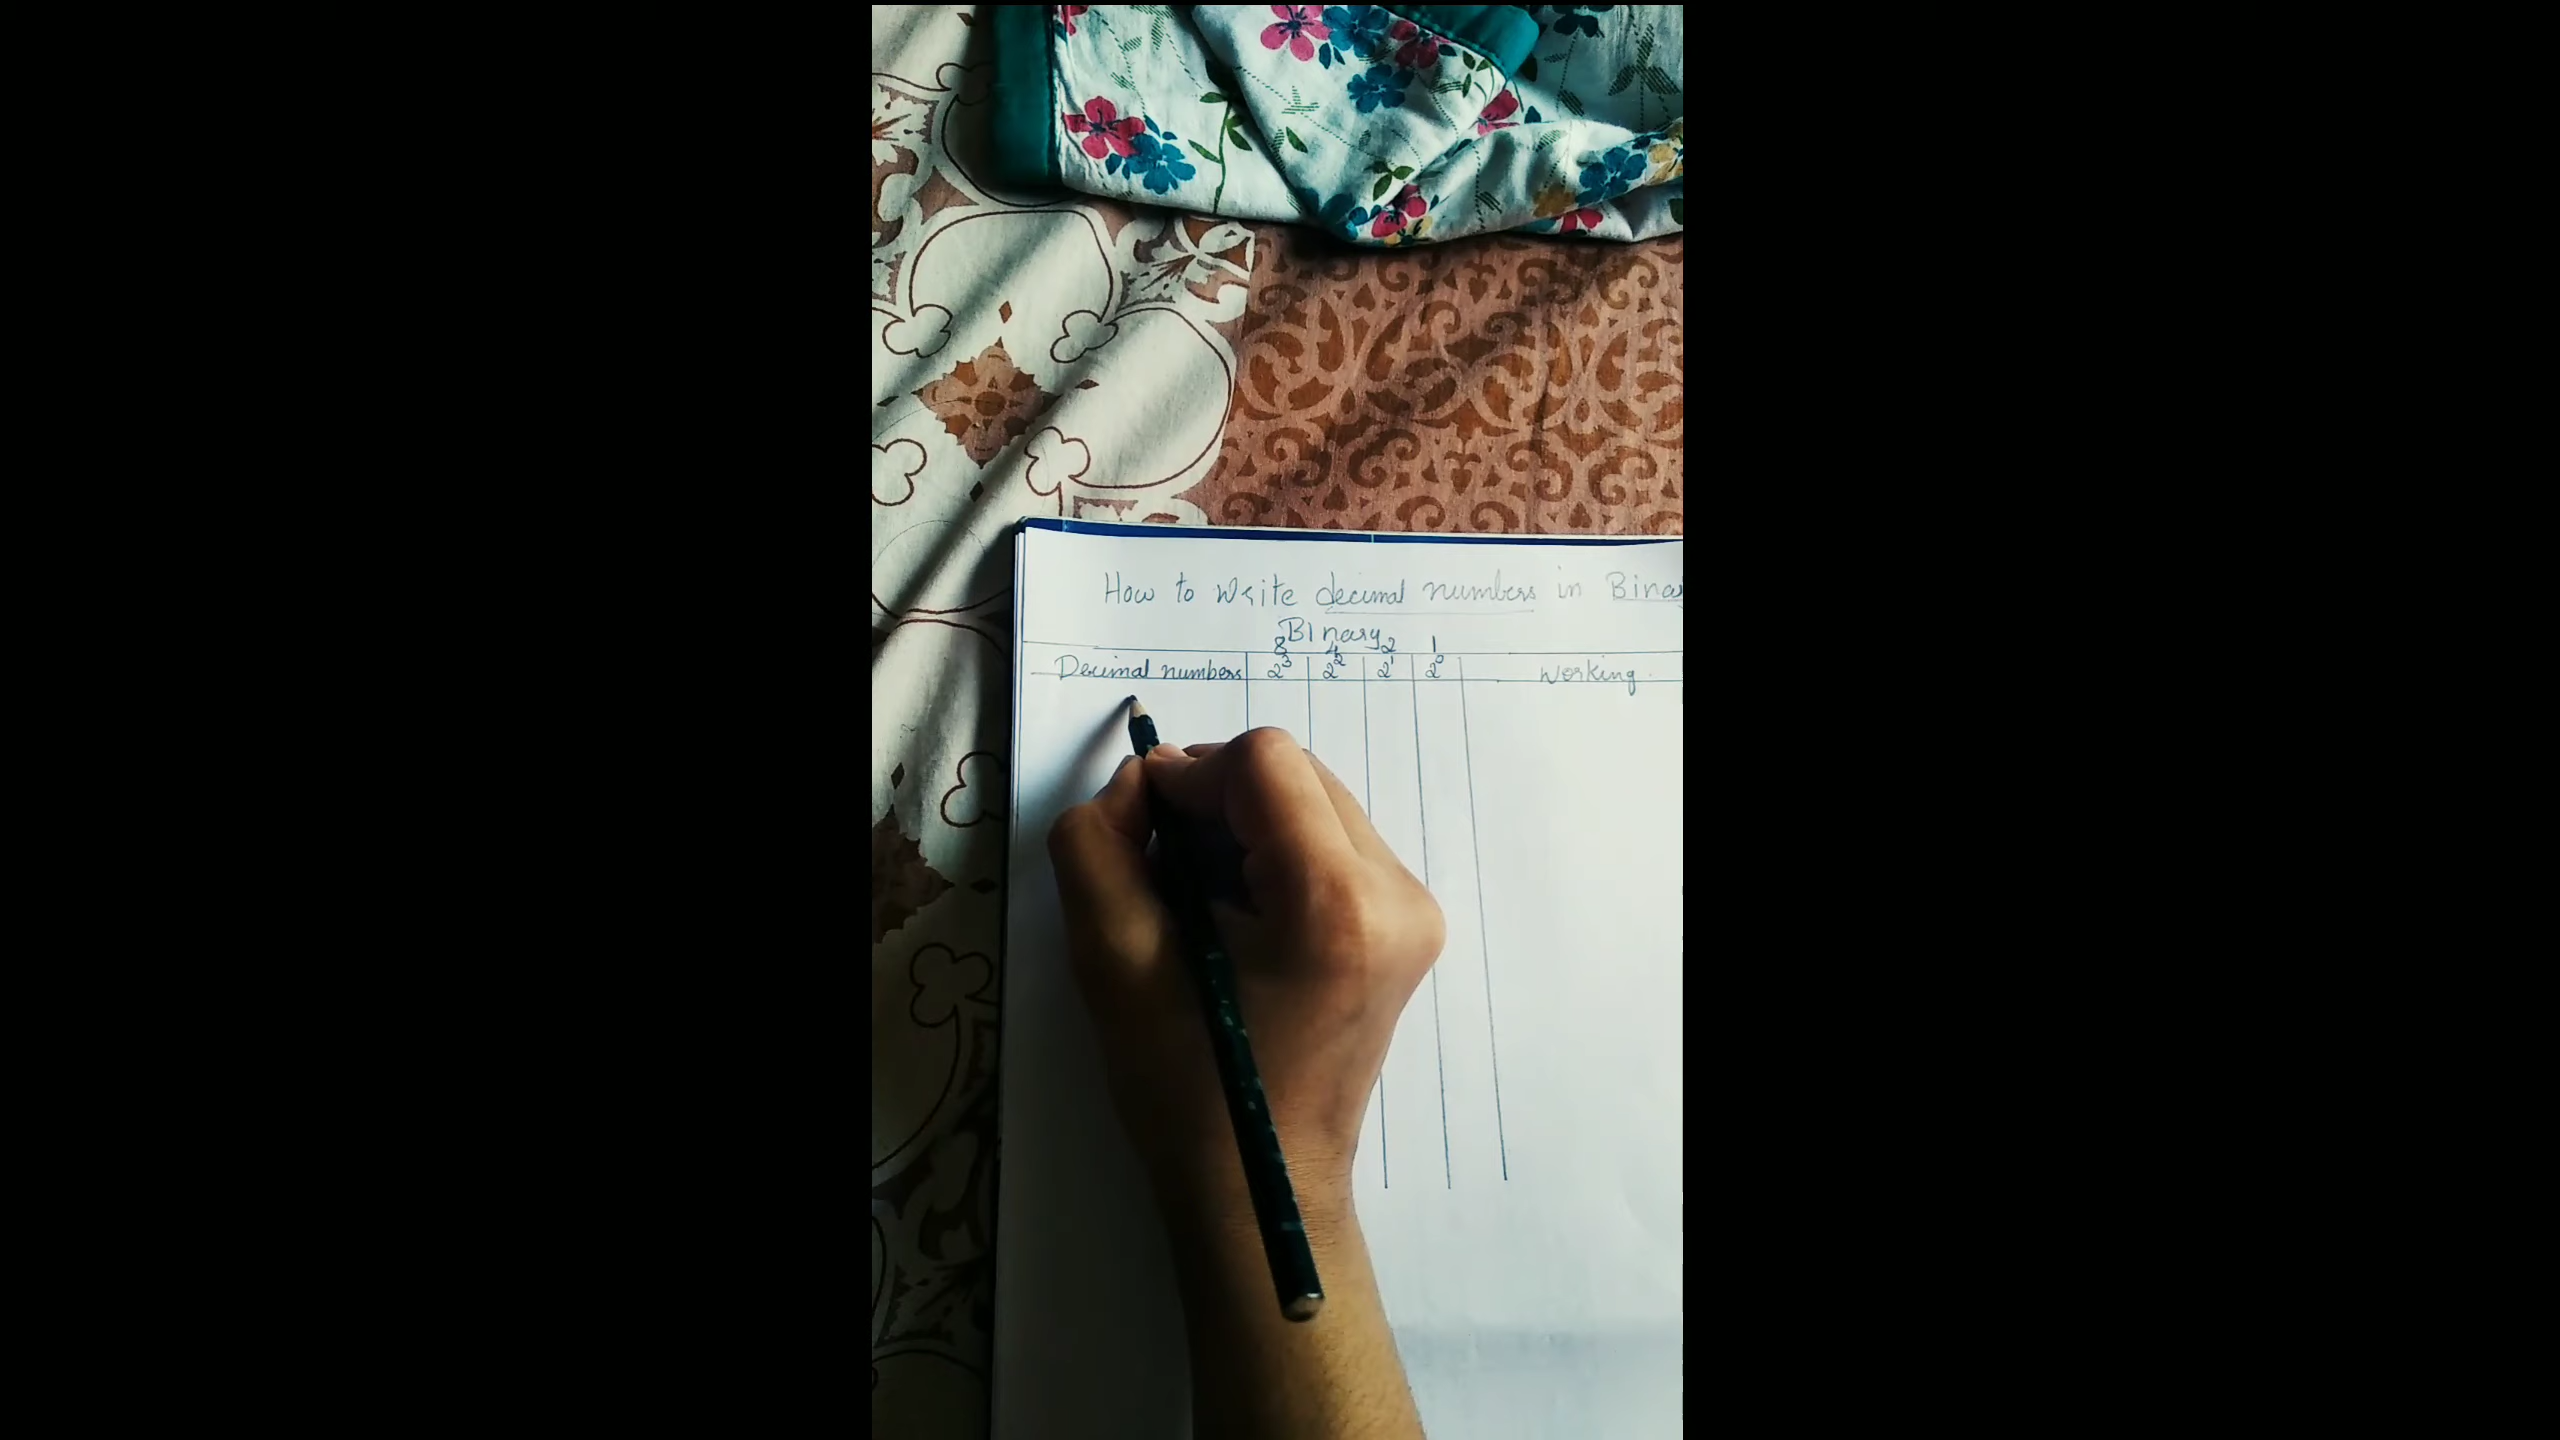 How to Write decimal numbers in Bina
Binary
8 4 2 1
Decimal numbers 2³ 2² 2¹ 2⁰ Working